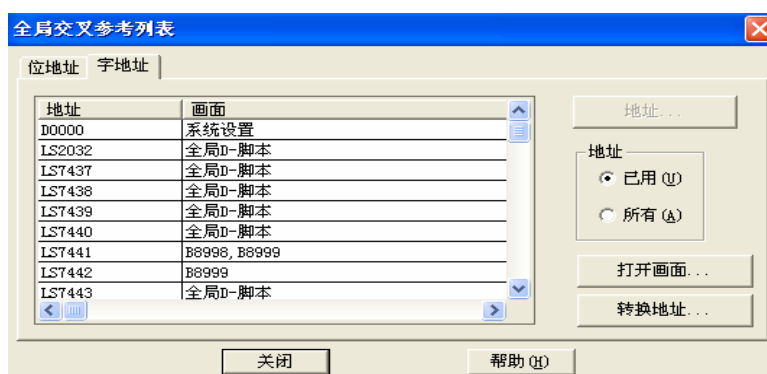 全局交叉参考列表
位地址 字地址
地址 画面
D0000 系统设置
LS2032 全局D-脚本
LS7437 全局D-脚本
LS7438 全局D-脚本
LS7439 全局D-脚本
LS7440 全局D-脚本
LS7441 B8998, B8999
LS7442 B8999
LS7443 全局D-脚本
地址...
地址
已用(U)
所有(A)
打开画面...
转换地址...
关闭 帮助(H)